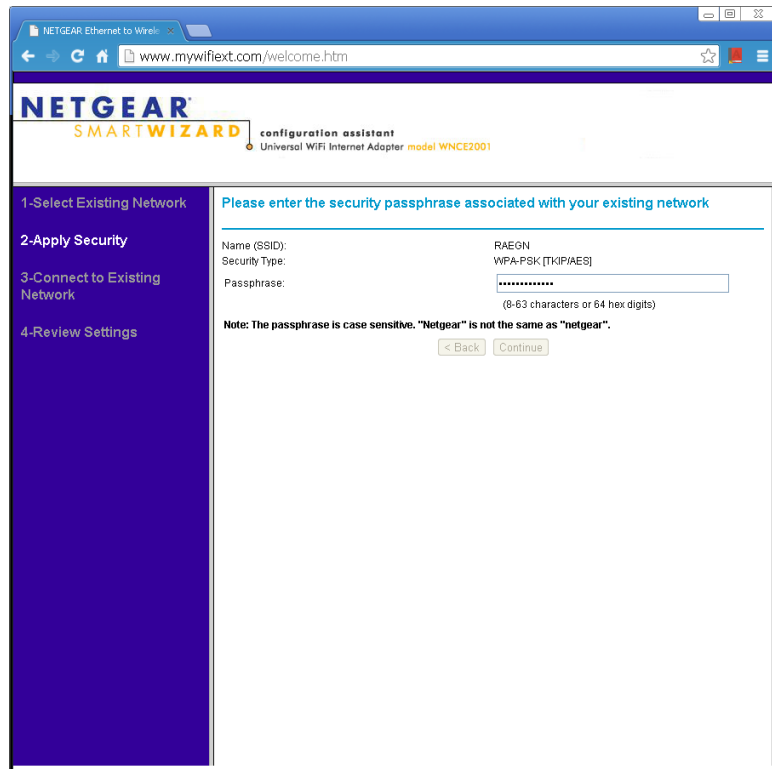 NETGEAR Ethernet to Wirele
www.mywifiext.com/welcome.htm
NETGEAR
SMARTWIZARD
configuration assistant
Universal WiFi Internet Adapter model WNCE2001
1-Select Existing Network
2-Apply Security
3-Connect to Existing
Network
4-Review Settings
Please enter the security passphrase associated with your existing network
Name (SSID): RAEGN
Security Type: WPA-PSK [TKIP/AES]
Passphrase: •••••••••••••
(8-63 characters or 64 hex digits)
Note: The passphrase is case sensitive. "Netgear" is not the same as "netgear".
< Back Continue